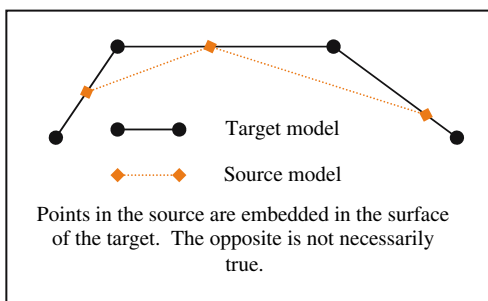 Target model
Source model
Points in the source are embedded in the surface
of the target.  The opposite is not necessarily
true.